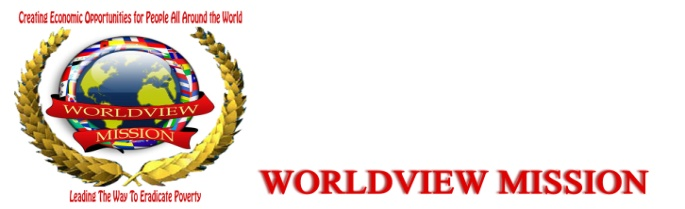 Creating Economic Opportunities for People All Around the World
WORLDVIEW
MISSION
Leading The Way To Eradicate Poverty
WORLDVIEW MISSION